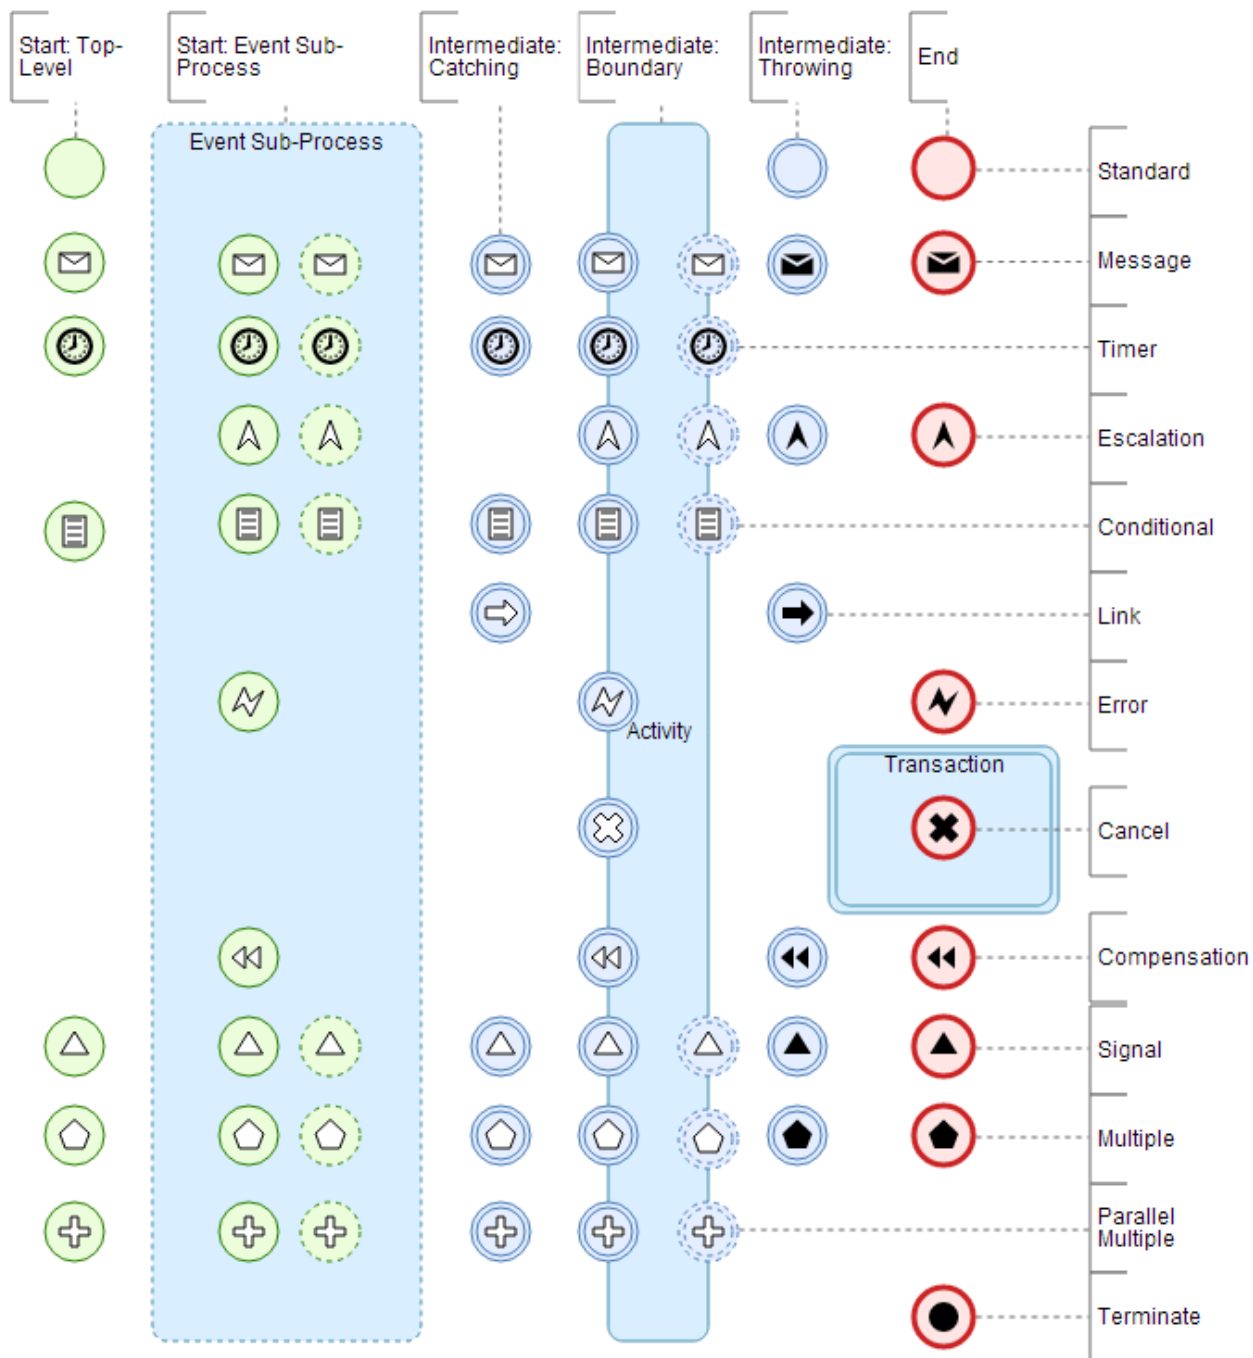 Start: Top-
Level
Start: Event Sub-
Process
Intermediate:
Catching
Intermediate:
Boundary
Intermediate:
Throwing
End
Event Sub-Process
Standard
Message
Timer
Escalation
Conditional
Link
Error
Activity
Transaction
Cancel
Compensation
Signal
Multiple
Parallel
Multiple
Terminate